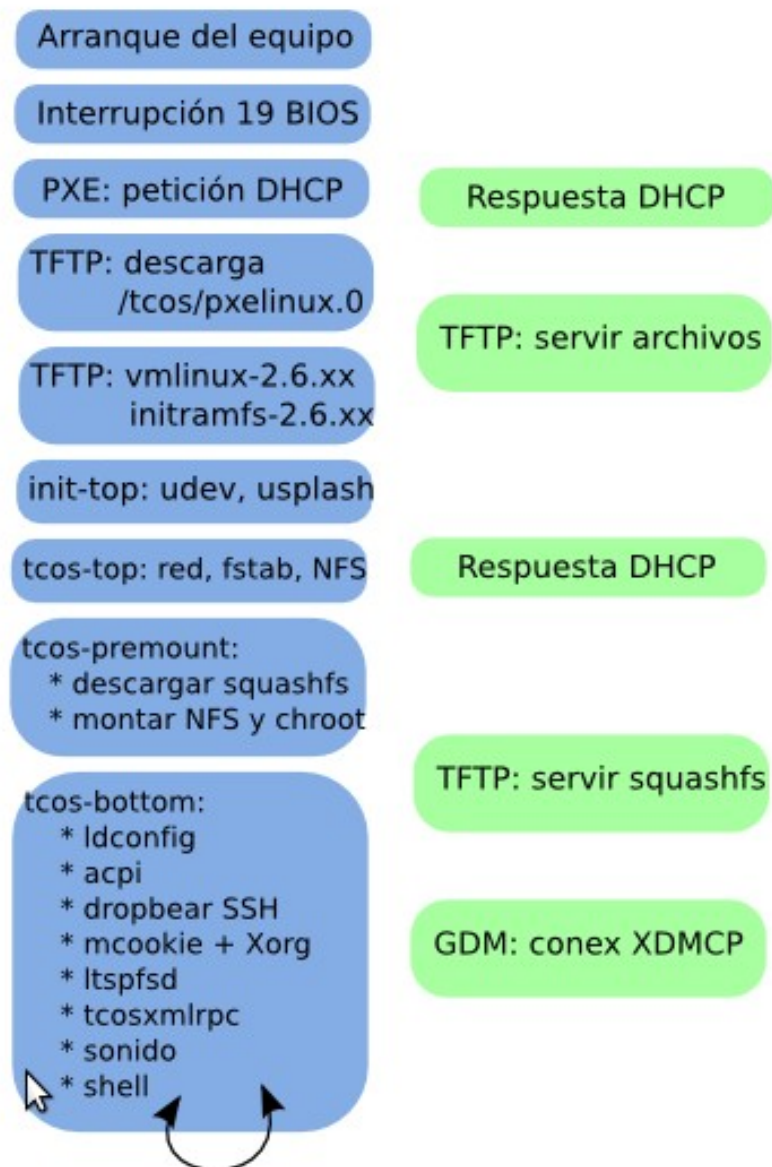 Arranque del equipo
Interrupción 19 BIOS
PXE: petición DHCP
Respuesta DHCP
TFTP: descarga
/tcos/pxelinux.0
TFTP: servir archivos
TFTP: vmlinux-2.6.xx
initramfs-2.6.xx
init-top: udev, usplash
tcos-top: red, fstab, NFS
Respuesta DHCP
tcos-premount:
* descargar squashfs
* montar NFS y chroot
TFTP: servir squashfs
tcos-bottom:
* ldconfig
* acpi
* dropbear SSH
* mcookie + Xorg
* ltspfsd
* tcosxmlrpc
* sonido
* shell
GDM: conex XDMCP